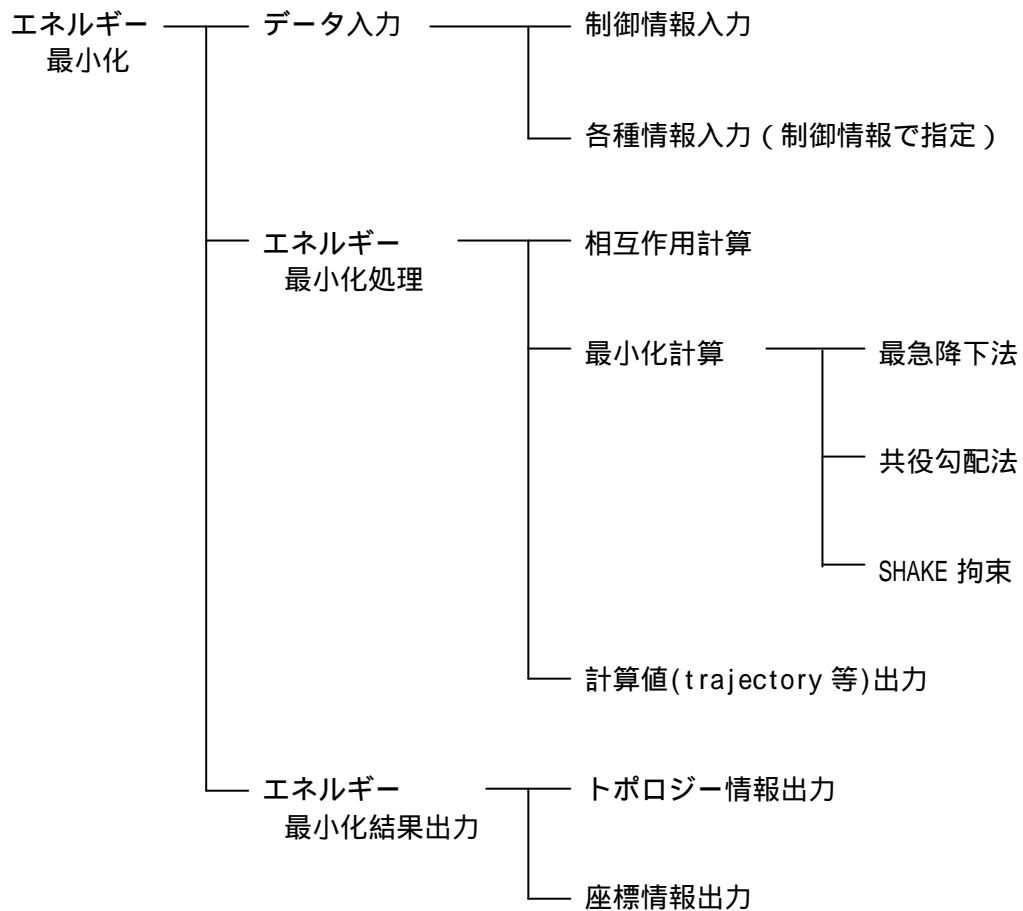 エネルギー
最小化
データ入力
制御情報入力
各種情報入力（制御情報で指定）
エネルギー
最小化処理
相互作用計算
最小化計算
最急降下法
共役勾配法
SHAKE 拘束
計算値(trajectory 等)出力
エネルギー
最小化結果出力
トポロジー情報出力
座標情報出力